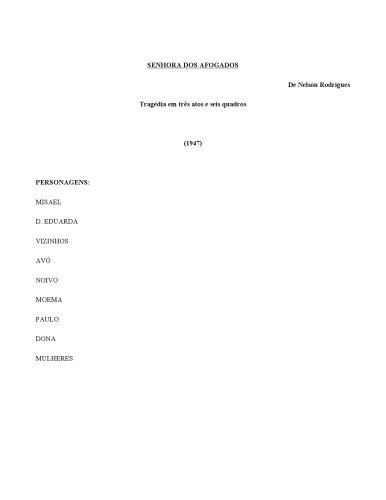 SENHORA DOS AFOGADOS
De Nelson Rodrigues
Tragédia em três atos e seis quadros
(1947)
PERSONAGENS:
MISAEL
D. EDUARDA
VIZINHOS
AVÓ
NOIVO
MOEMA
PAULO
DONA
MULHERES